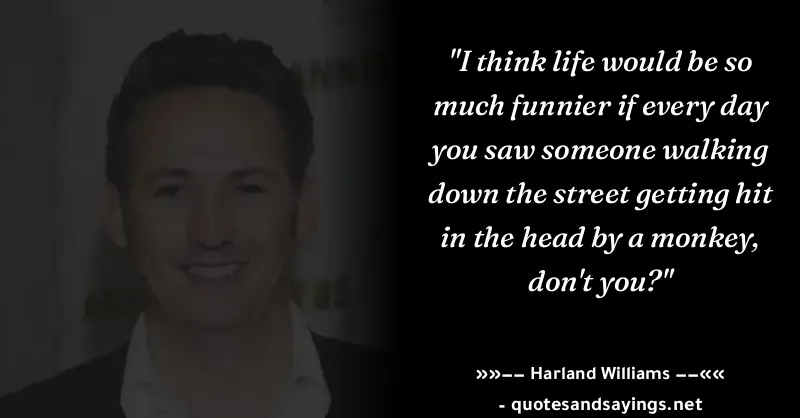 "I think life would be so
much funnier if every day
you saw someone walking
down the street getting hit
in the head by a monkey,
don't you?"
»»–– Harland Williams ––««
- quotesandsayings.net